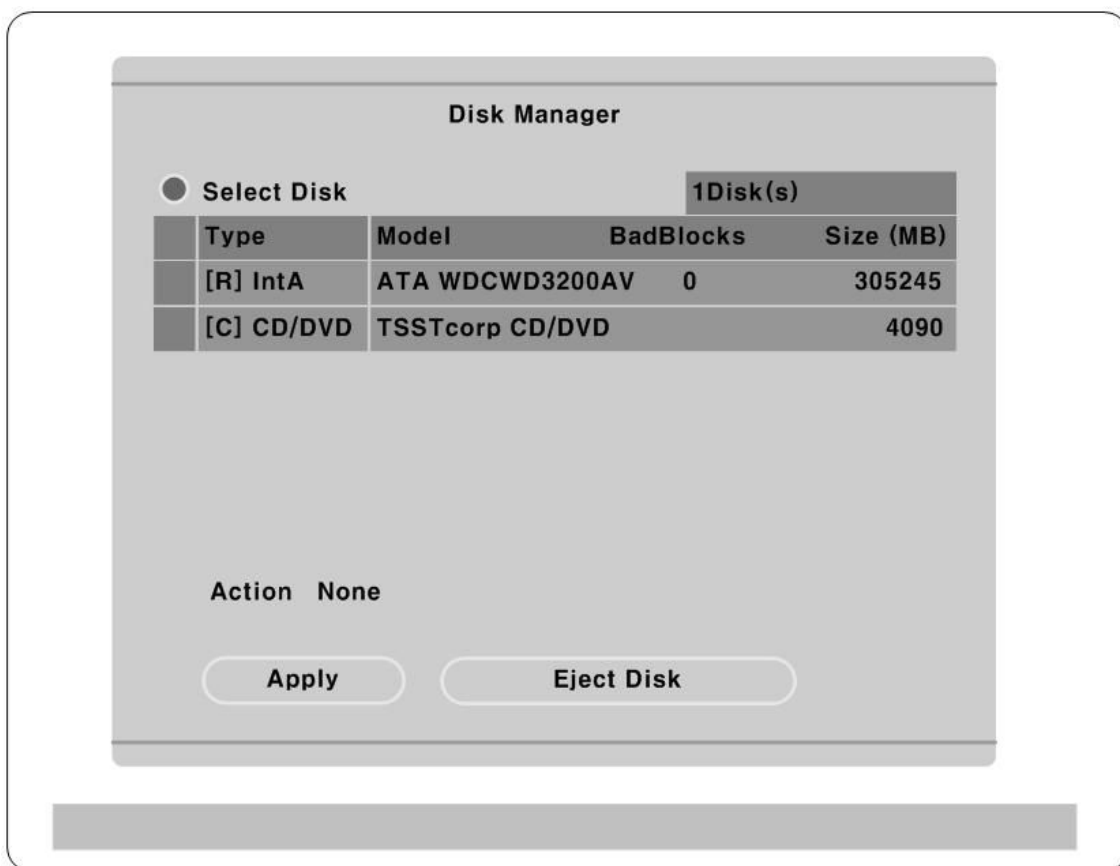 Disk Manager
Select Disk 1Disk(s)
Type Model BadBlocks Size (MB)
[R] IntA ATA WDCWD3200AV 0 305245
[C] CD/DVD TSSTcorp CD/DVD 4090
Action None
Apply Eject Disk